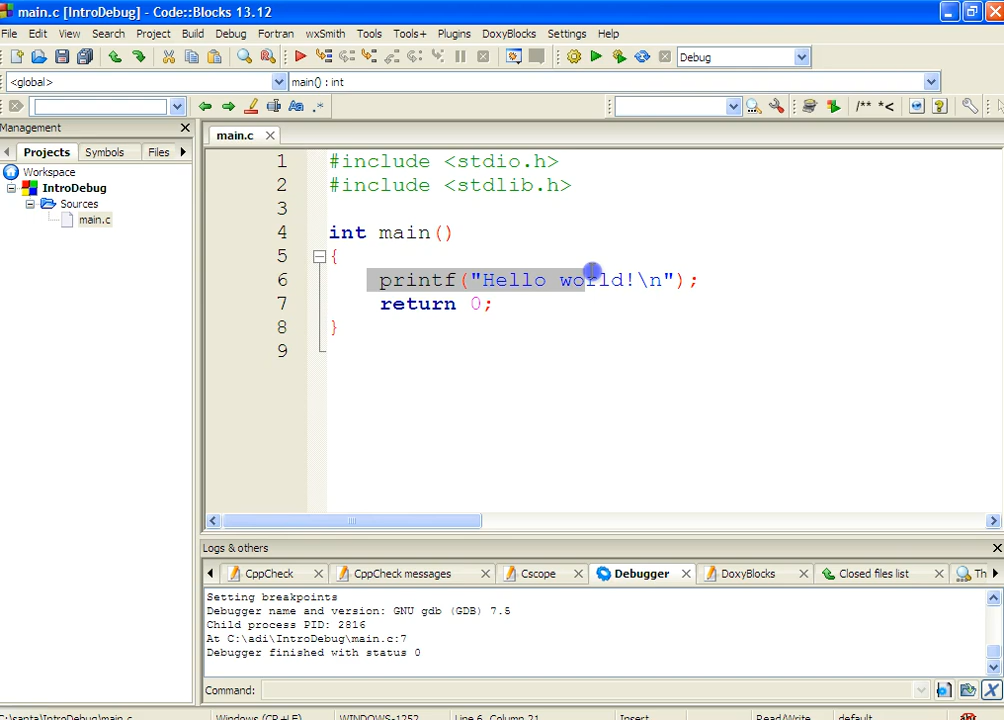 main.c [IntroDebug] - Code::Blocks 13.12
File Edit View Search Project Build Debug Fortran wxSmith Tools Tools+ Plugins DoxyBlocks Settings Help
Debug
<global> main() : int
/** *<
Management
Projects Symbols Files
Workspace
IntroDebug
Sources
main.c
main.c
1 #include <stdio.h>
2 #include <stdlib.h>
3
4 int main()
5 {
6 printf("Hello world!\n");
7 return 0;
8 }
9
Logs & others
CppCheck CppCheck messages Cscope Debugger DoxyBlocks Closed files list Th
Setting breakpoints
Debugger name and version: GNU gdb (GDB) 7.5
Child process PID: 2816
At C:\adi\IntroDebug\main.c:7
Debugger finished with status 0
Command:
Windows (CR+LF) WINDOWS-1252 Line 6, Column 21 Insert Read/Write default